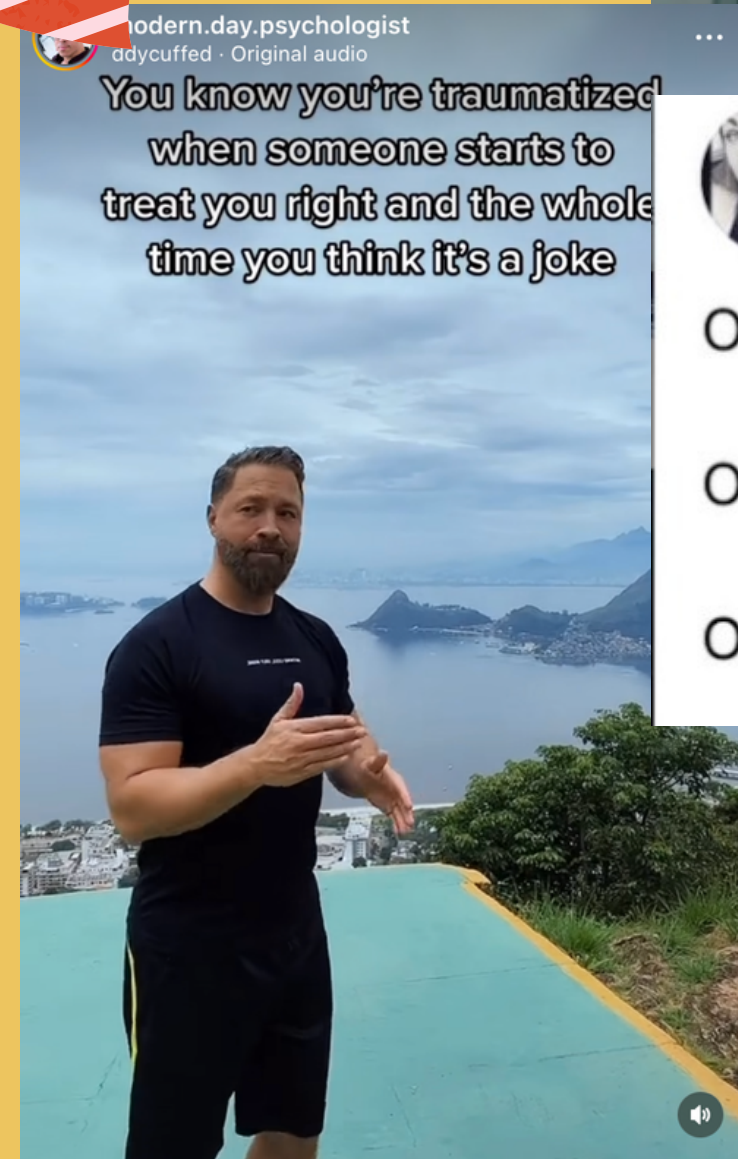 modern.day.psychologist
ddycuffed · Original audio
You know you're traumatized
when someone starts to
treat you right and the whole
time you think it's a joke
O
O
O